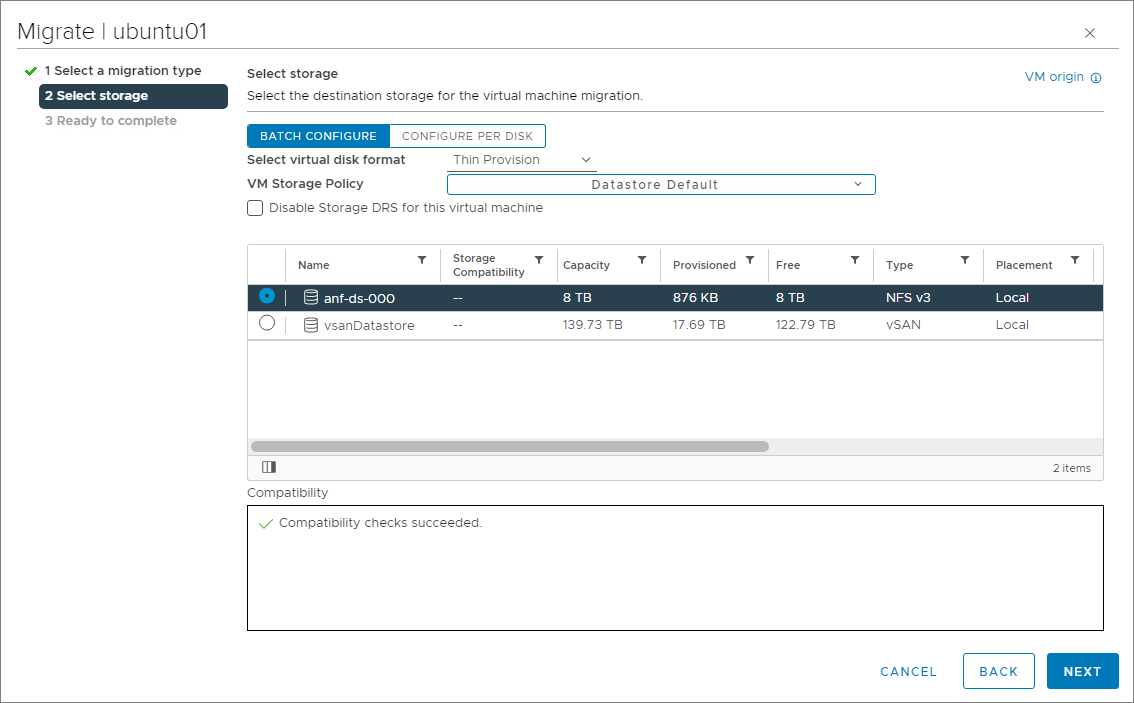 Migrate | ubuntu01
1 Select a migration type
2 Select storage
3 Ready to complete
Select storage
VM origin
Select the destination storage for the virtual machine migration.
BATCH CONFIGURE CONFIGURE PER DISK
Select virtual disk format Thin Provision
VM Storage Policy Datastore Default
Disable Storage DRS for this virtual machine
Name Storage Compatibility Capacity Provisioned Free Type Placement
anf-ds-000 -- 8 TB 876 KB 8 TB NFS v3 Local
vsanDatastore -- 139.73 TB 17.69 TB 122.79 TB vSAN Local
2 items
Compatibility
Compatibility checks succeeded.
CANCEL BACK NEXT